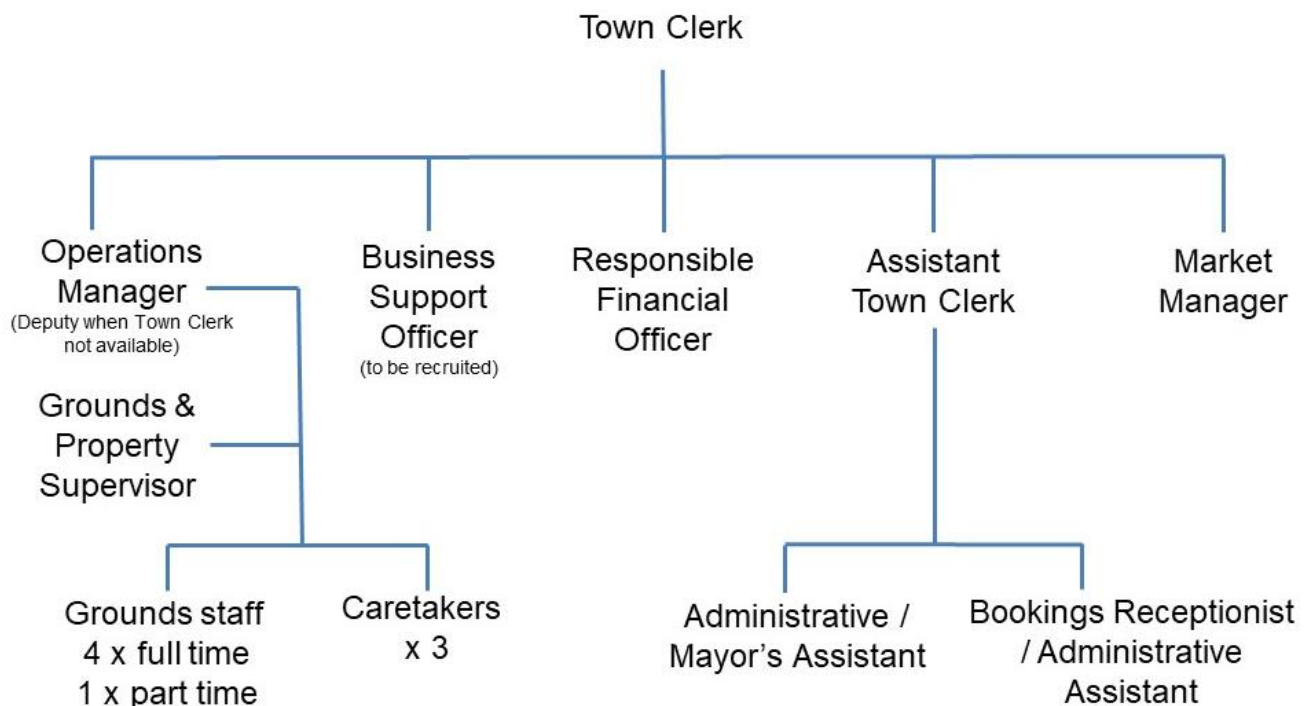 Town Clerk
Operations
Manager
(Deputy when Town Clerk
not available)
Business
Support
Officer
(to be recruited)
Responsible
Financial
Officer
Assistant
Town Clerk
Market
Manager
Grounds &
Property
Supervisor
Grounds staff
4 x full time
1 x part time
Caretakers
x 3
Administrative /
Mayor's Assistant
Bookings Receptionist
/ Administrative
Assistant